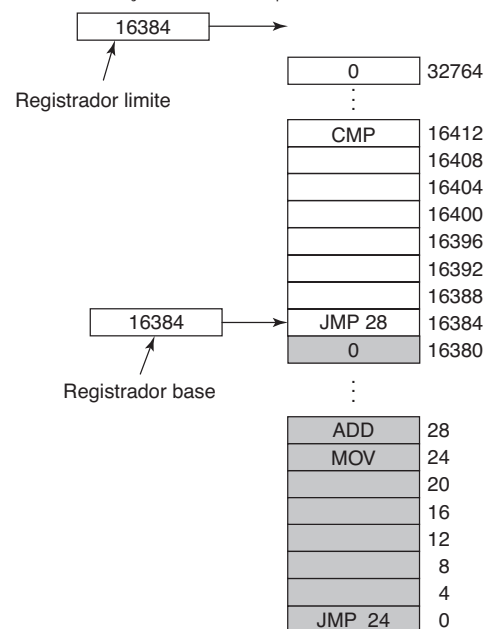 16384
Registrador limite
0 32764
CMP 16412
16408
16404
16400
16396
16392
16388
16384 JMP 28 16384
0 16380
Registrador base
ADD 28
MOV 24
20
16
12
8
4
JMP 24 0